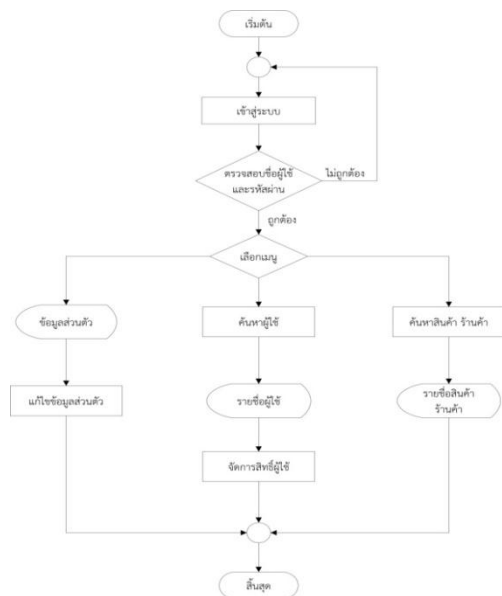 เริ่มต้น
เข้าสู่ระบบ
ตรวจสอบชื่อผู้ใช้
และรหัสผ่าน
ไม่ถูกต้อง
ถูกต้อง
เลือกเมนู
ข้อมูลส่วนตัว
ค้นหาผู้ใช้
ค้นหาสินค้า ร้านค้า
แก้ไขข้อมูลส่วนตัว
รายชื่อผู้ใช้
รายชื่อสินค้า
ร้านค้า
จัดการสิทธิ์ผู้ใช้
สิ้นสุด